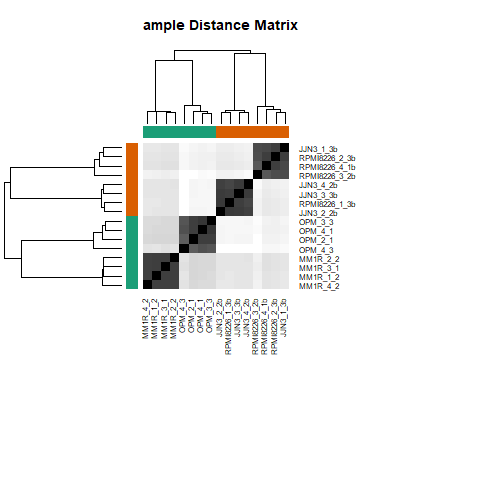 ample Distance Matrix
JJN3_1_3b
RPMI8226_2_3b
RPMI8226_4_1b
RPMI8226_3_2b
JJN3_4_2b
JJN3_3_3b
RPMI8226_1_3b
JJN3_2_2b
OPM_3_3
OPM_4_1
OPM_2_1
OPM_4_3
MM1R_2_2
MM1R_3_1
MM1R_1_2
MM1R_4_2
MM1R_4_2
MM1R_1_2
MM1R_3_1
MM1R_2_2
OPM_4_3
OPM_2_1
OPM_4_1
OPM_3_3
JJN3_2_2b
RPMI8226_1_3b
JJN3_3_3b
JJN3_4_2b
RPMI8226_3_2b
RPMI8226_4_1b
RPMI8226_2_3b
JJN3_1_3b